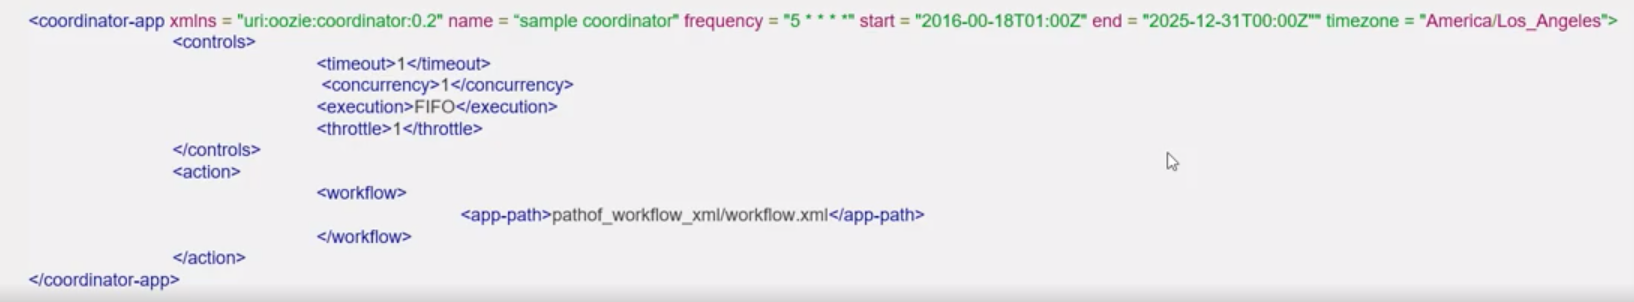 <coordinator-app xmlns = "uri:oozie:coordinator:0.2" name = “sample coordinator” frequency = "5 * * * *" start = "2016-00-18T01:00Z" end = "2025-12-31T00:00Z"" timezone = "America/Los_Angeles">
<controls>
<timeout>1</timeout>
<concurrency>1</concurrency>
<execution>FIFO</execution>
<throttle>1</throttle>
</controls>
<action>
<workflow>
<app-path>pathof_workflow_xml/workflow.xml</app-path>
</workflow>
</action>
</coordinator-app>